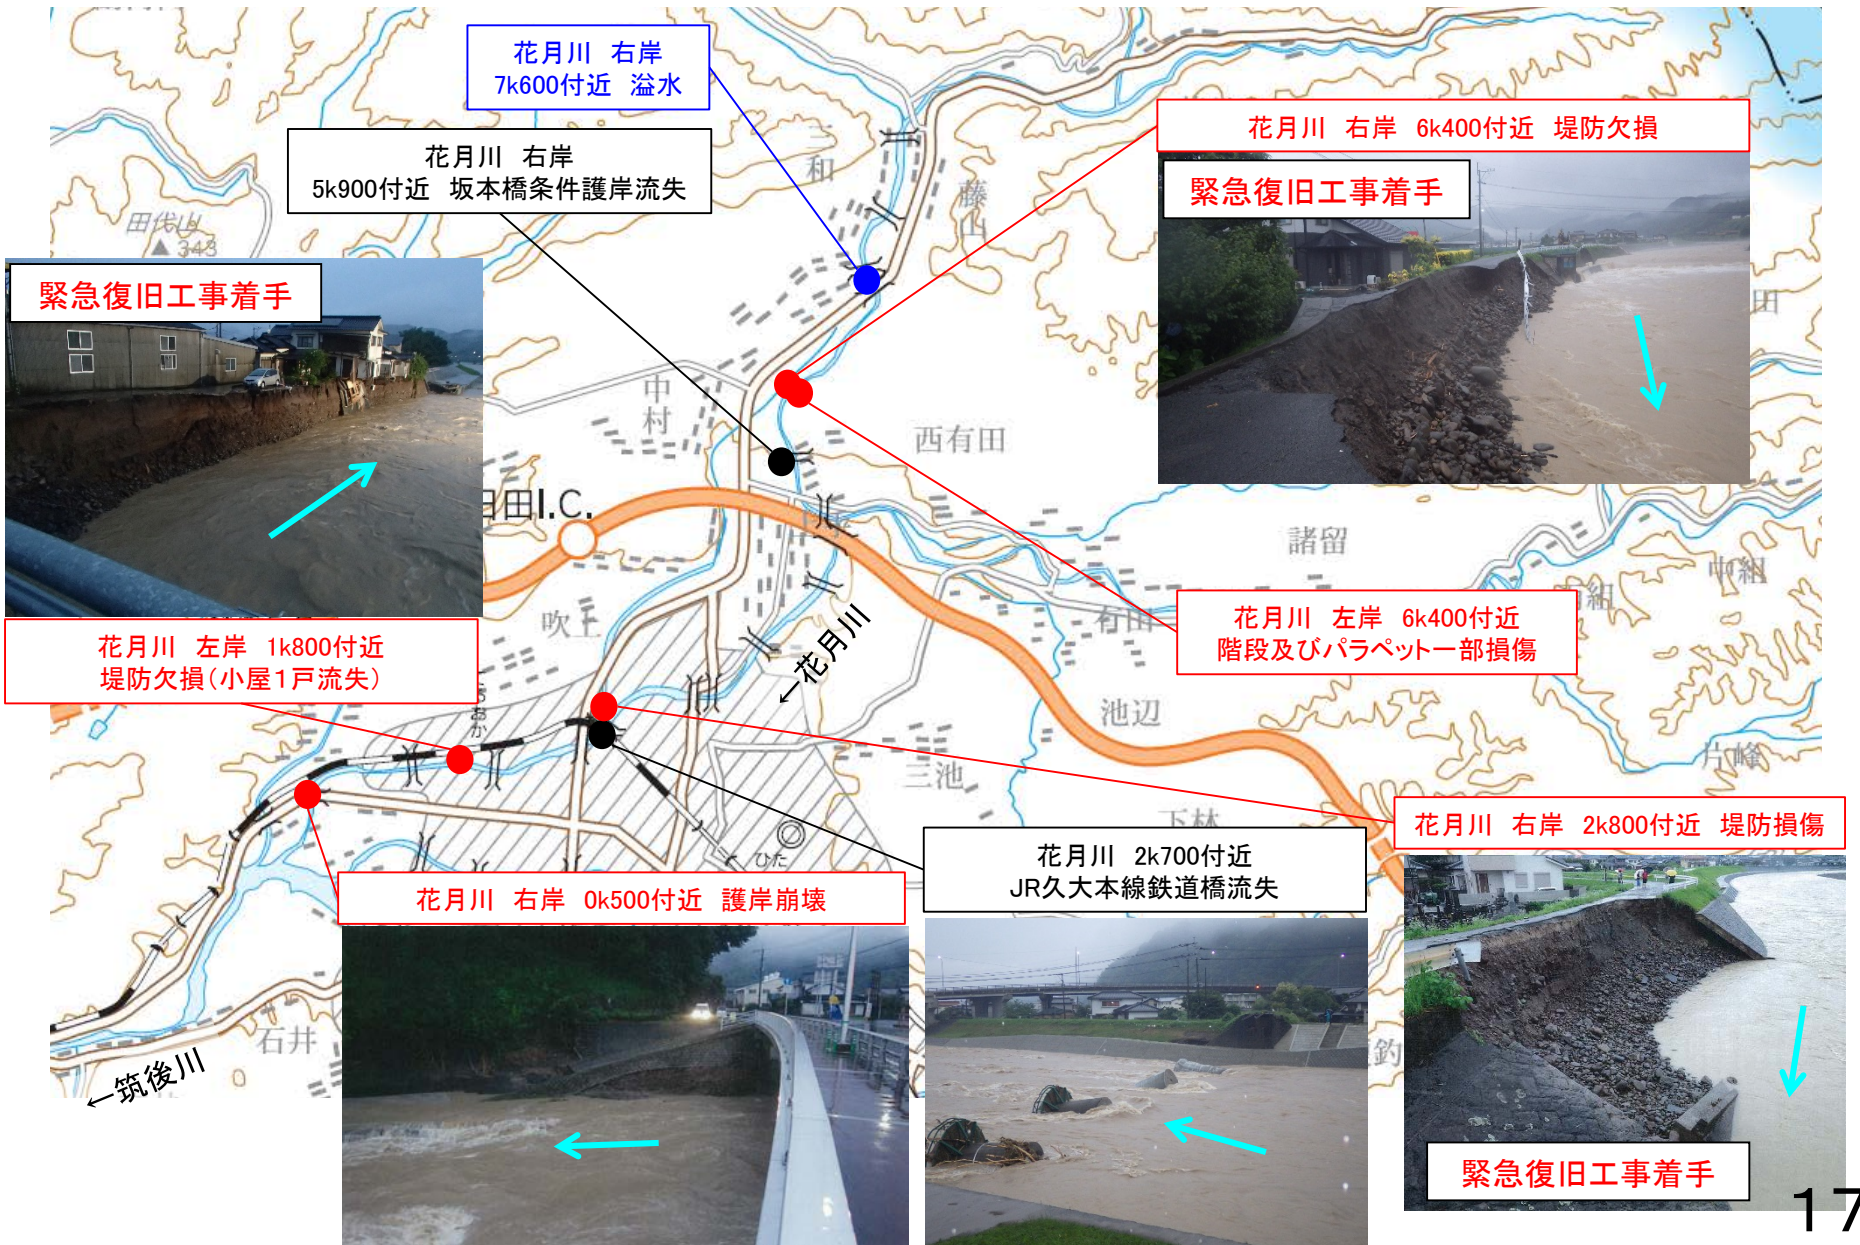 花月川 右岸
7k600付近 溢水
花月川 右岸 6k400付近 堤防欠損
緊急復旧工事着手
花月川 右岸
5k900付近 坂本橋条件護岸流失
三和
藤山
田代山
343
緊急復旧工事着手
田
中村
西有田
日田I.C.
諸留
中組
組
有田
吹上
花月川 左岸 6k400付近
階段及びパラペット一部損傷
花月川 左岸 1k800付近
堤防欠損(小屋1戸流失)
←花月川
池辺
おか
片峰
三池
下林
花月川 右岸 2k800付近 堤防損傷
ひた
花月川 2k700付近
JR久大本線鉄道橋流失
花月川 右岸 0k500付近 護岸崩壊
石井
釣
←筑後川
緊急復旧工事着手
17